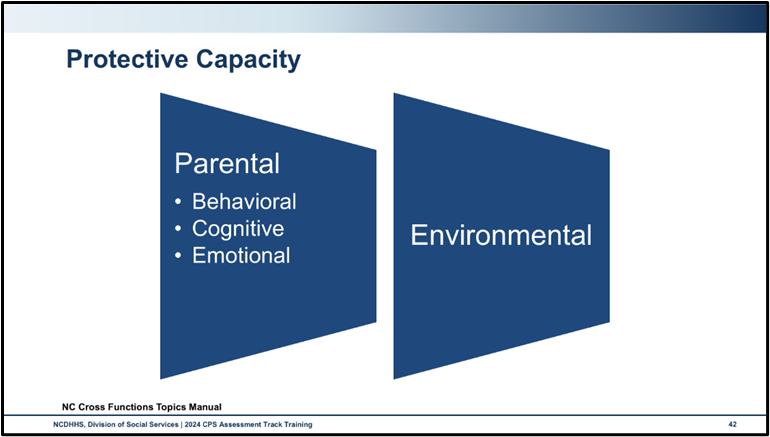 Protective Capacity
Parental
• Behavioral
• Cognitive
• Emotional
Environmental
NC Cross Functions Topics Manual
NCDHHS, Division of Social Services | 2024 CPS Assessment Track Training
42